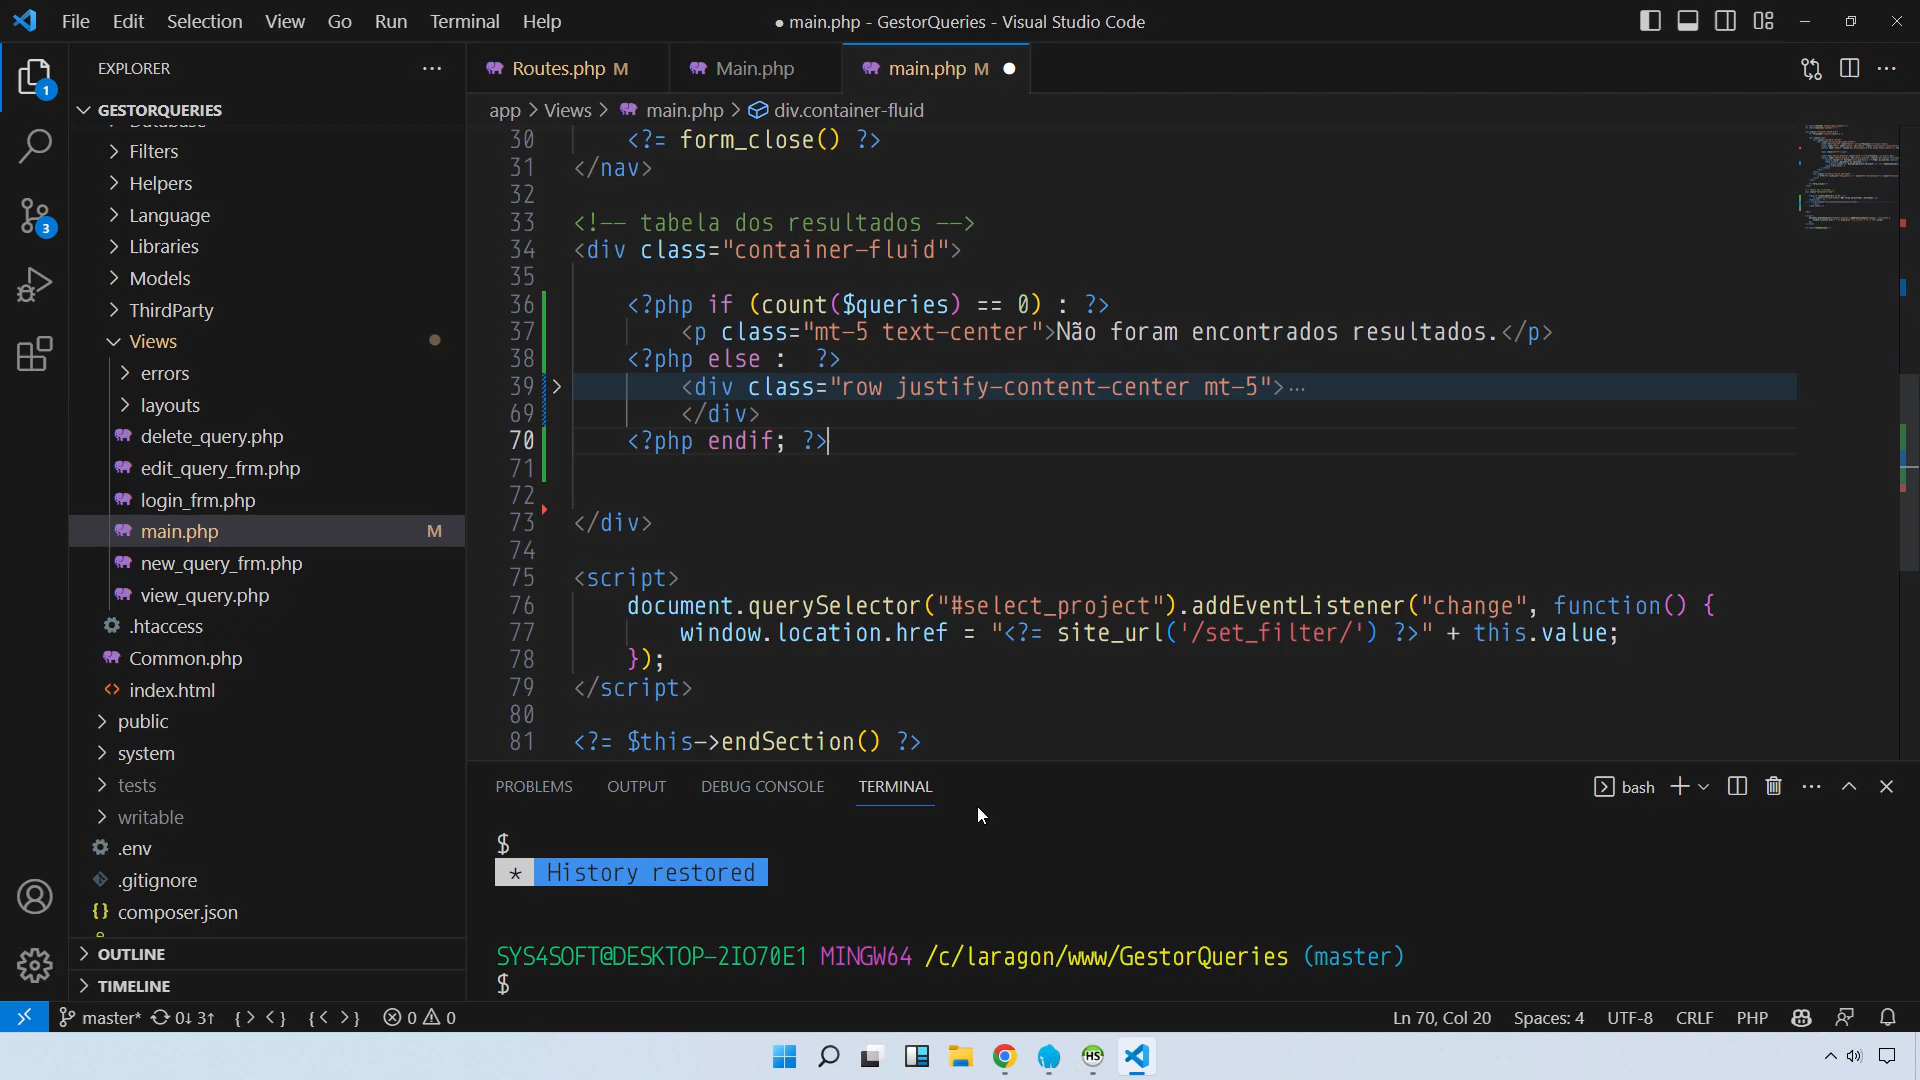 File Edit Selection View Go Run Terminal Help
● main.php - GestorQueries - Visual Studio Code
EXPLORER
Routes.php M
Main.php
main.php M
GESTORQUERIES
app > Views > main.php > div.container-fluid
Database
Filters
Helpers
Language
Libraries
Models
ThirdParty
Views
errors
layouts
delete_query.php
edit_query_frm.php
login_frm.php
main.php M
new_query_frm.php
view_query.php
.htaccess
Common.php
index.html
public
system
tests
writable
.env
.gitignore
composer.json
OUTLINE
TIMELINE
1
3
30 <?= form_close() ?>
31 </nav>
32
33 <!-- tabela dos resultados -->
34 <div class="container-fluid">
35
36 <?php if (count($queries) == 0) : ?>
37 <p class="mt-5 text-center">Não foram encontrados resultados.</p>
38 <?php else :  ?>
39 <div class="row justify-content-center mt-5">…
69 </div>
70 <?php endif; ?>
71
72
73 </div>
74
75 <script>
76 document.querySelector("#select_project").addEventListener("change", function() {
77 window.location.href = "<?= site_url('/set_filter/') ?>" + this.value;
78 });
79 </script>
80
81 <?= $this->endSection() ?>
PROBLEMS OUTPUT DEBUG CONSOLE TERMINAL
bash
$
* History restored
SYS4SOFT@DESKTOP-2IO70E1 MINGW64 /c/laragon/www/GestorQueries (master)
$
master* 0↓ 3↑ 0 0
Ln 70, Col 20 Spaces: 4 UTF-8 CRLF PHP
HS